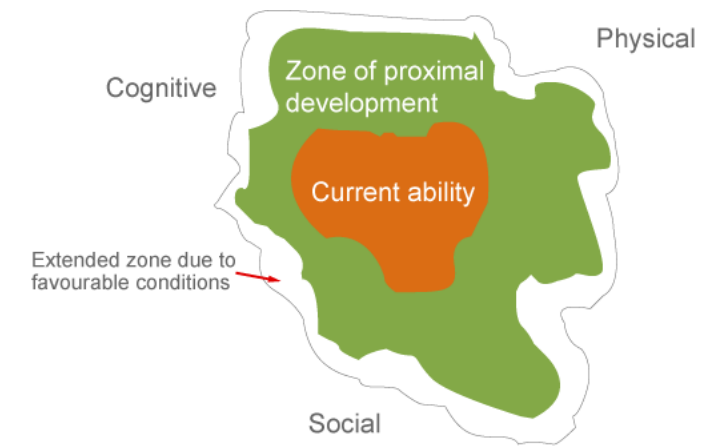 Physical
Cognitive
Zone of proximal
development
Current ability
Extended zone due to
favourable conditions
Social